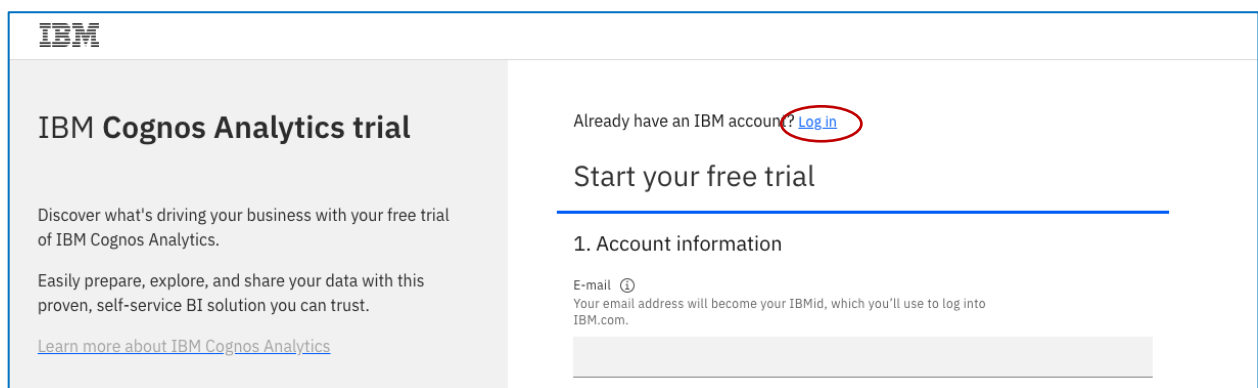 IBM
IBM Cognos Analytics trial
Discover what's driving your business with your free trial
of IBM Cognos Analytics.
Easily prepare, explore, and share your data with this
proven, self-service BI solution you can trust.
Learn more about IBM Cognos Analytics
Already have an IBM account? Log in
Start your free trial
1. Account information
E-mail
Your email address will become your IBMid, which you'll use to log into
IBM.com.